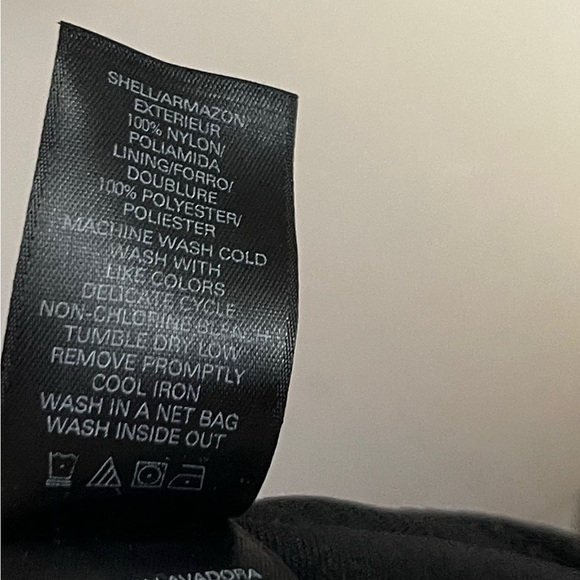 SHELL/ARMAZON/
EXTERIEUR
100% NYLON/
POLIAMIDA
LINING/FORRO/
DOUBLURE
100% POLYESTER/
POLIESTER
MACHINE WASH COLD
WASH WITH
LIKE COLORS
DELICATE CYCLE
NON-CHLORINE BLEACH
TUMBLE DRY LOW
REMOVE PROMPTLY
COOL IRON
WASH IN A NET BAG
WASH INSIDE OUT
LAVADORA